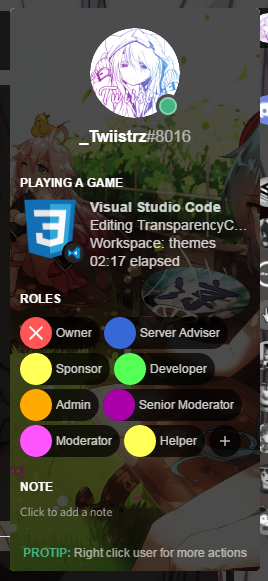 _Twiistrz#8016
PLAYING A GAME
Visual Studio Code
Editing TransparencyC...
Workspace: themes
02:17 elapsed
ROLES
Owner
Server Adviser
Sponsor
Developer
Admin
Senior Moderator
Moderator
Helper
+
NOTE
Click to add a note
PROTIP: Right click user for more actions